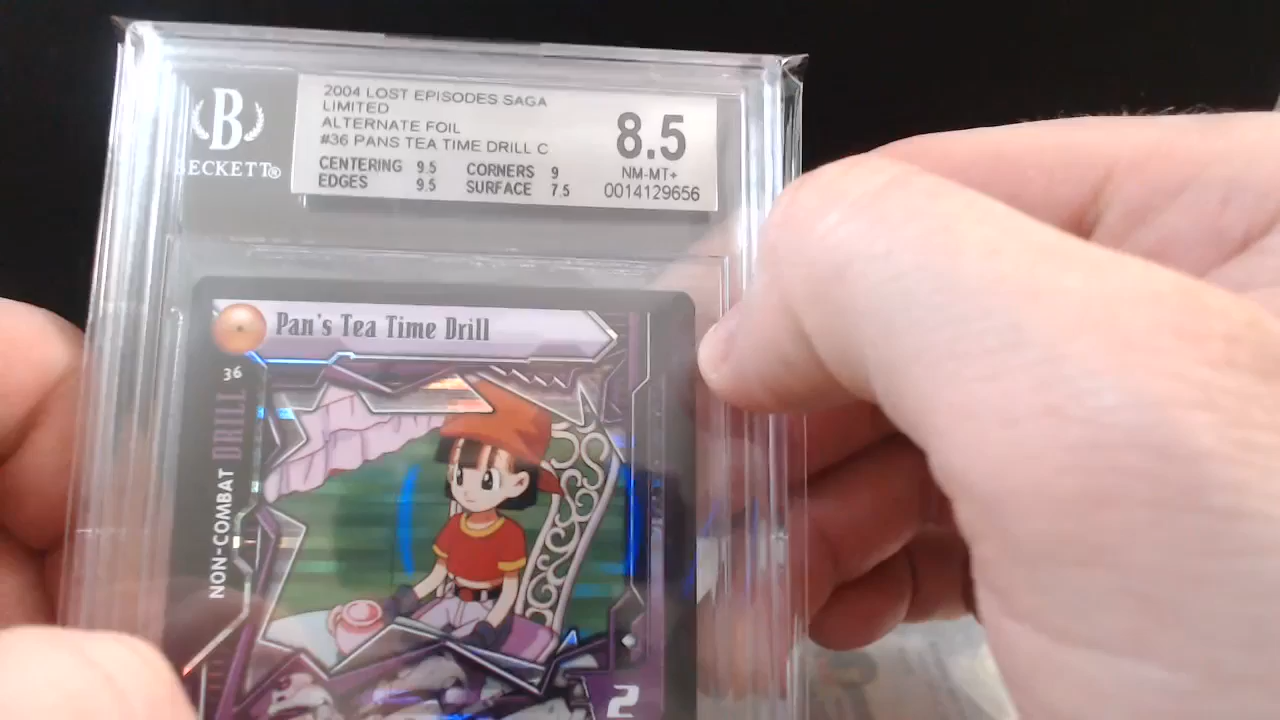 B
BECKETT®
2004 LOST EPISODES SAGA
LIMITED
ALTERNATE FOIL
#36 PANS TEA TIME DRILL C
CENTERING 9.5 CORNERS 9
EDGES 9.5 SURFACE 7.5
8.5
NM-MT+
0014129656
Pan's Tea Time Drill
36
NON-COMBAT DRILL
2